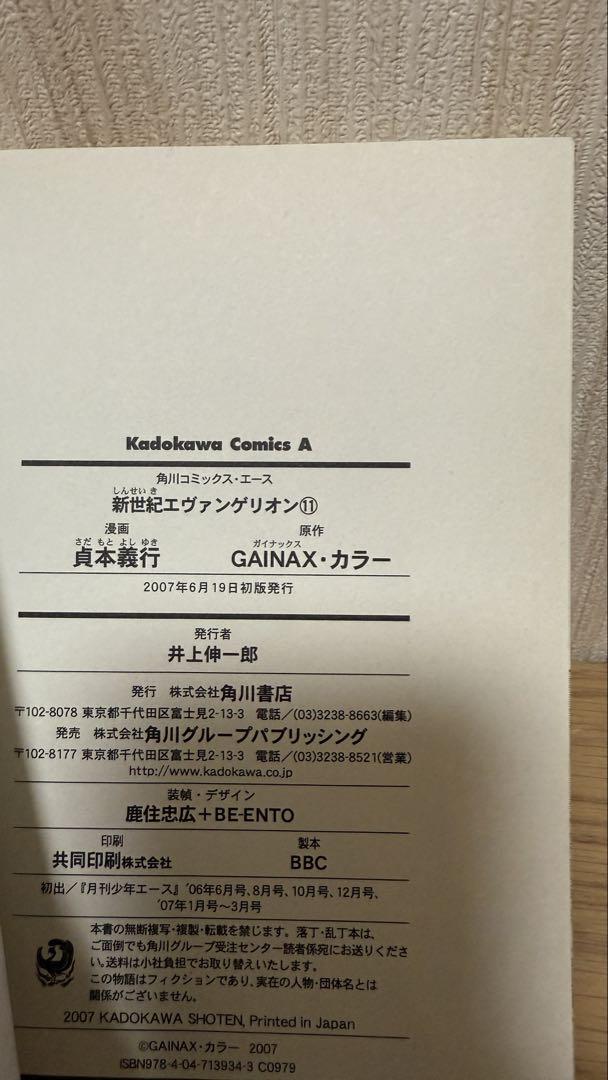 Kadokawa Comics A
角川コミックス・エース
しんせいき
新世紀エヴァンゲリオン⑪
漫画
さだ もと よし ゆき
貞本義行
原作
ガイナックス
GAINAX・カラー
2007年6月19日初版発行
発行者
井上伸一郎
発行 株式会社角川書店
〒102-8078 東京都千代田区富士見2-13-3 電話／(03)3238-8663(編集)
発売 株式会社角川グループパブリッシング
〒102-8177 東京都千代田区富士見2-13-3 電話／(03)3238-8521(営業)
http://www.kadokawa.co.jp
装幀・デザイン
鹿住忠広＋BE-ENTO
印刷
共同印刷株式会社
製本
BBC
初出／『月刊少年エース』'06年6月号、8月号、10月号、12月号、
'07年1月号〜3月号
本書の無断複写・複製・転載を禁じます。落丁・乱丁本は、
ご面倒でも角川グループ受注センター読者係宛にお送りくださ
い。送料は小社負担でお取り替えいたします。
この物語はフィクションであり、実在の人物・団体名とは
関係がございません。
2007 KADOKAWA SHOTEN, Printed in Japan
©GAINAX・カラー 2007
ISBN978-4-04-713934-3 C0979